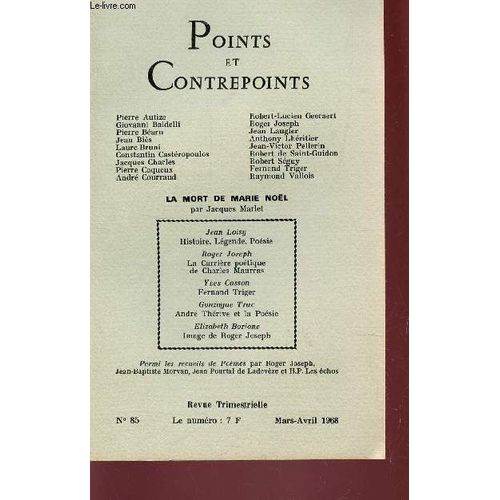 Le-livre.com
POINTS
ET
CONTREPOINTS
Pierre Autize
Giovanni Baldelli
Pierre Béarn
Jean Blès
Laure Bruni
Constantin Castéropoulos
Jacques Charles
Pierre Coqueux
André Courraud
Robert-Lucien Geeraert
Roger Joseph
Jean Laugier
Anthony Lhéritier
Jean-Victor Pellerin
Robert de Saint-Guidon
Robert Séguy
Fernand Triger
Raymond Vallois
LA MORT DE MARIE NOËL
par Jacques Marlet
Jean Loisy
Histoire, Légende, Poésie
Roger Joseph
La Carrière poétique
de Charles Maurras
Yves Cosson
Fernand Triger
Gonzague Truc
André Thérive et la Poésie
Elizabeth Borione
Image de Roger Joseph
Parmi les recueils de Poèmes par Roger Joseph,
Jean-Baptiste Morvan, Jean Pourtal de Ladevèze et H.P. Les échos
Revue Trimestrielle
N° 85 Le numéro : 7 F Mars-Avril 1968